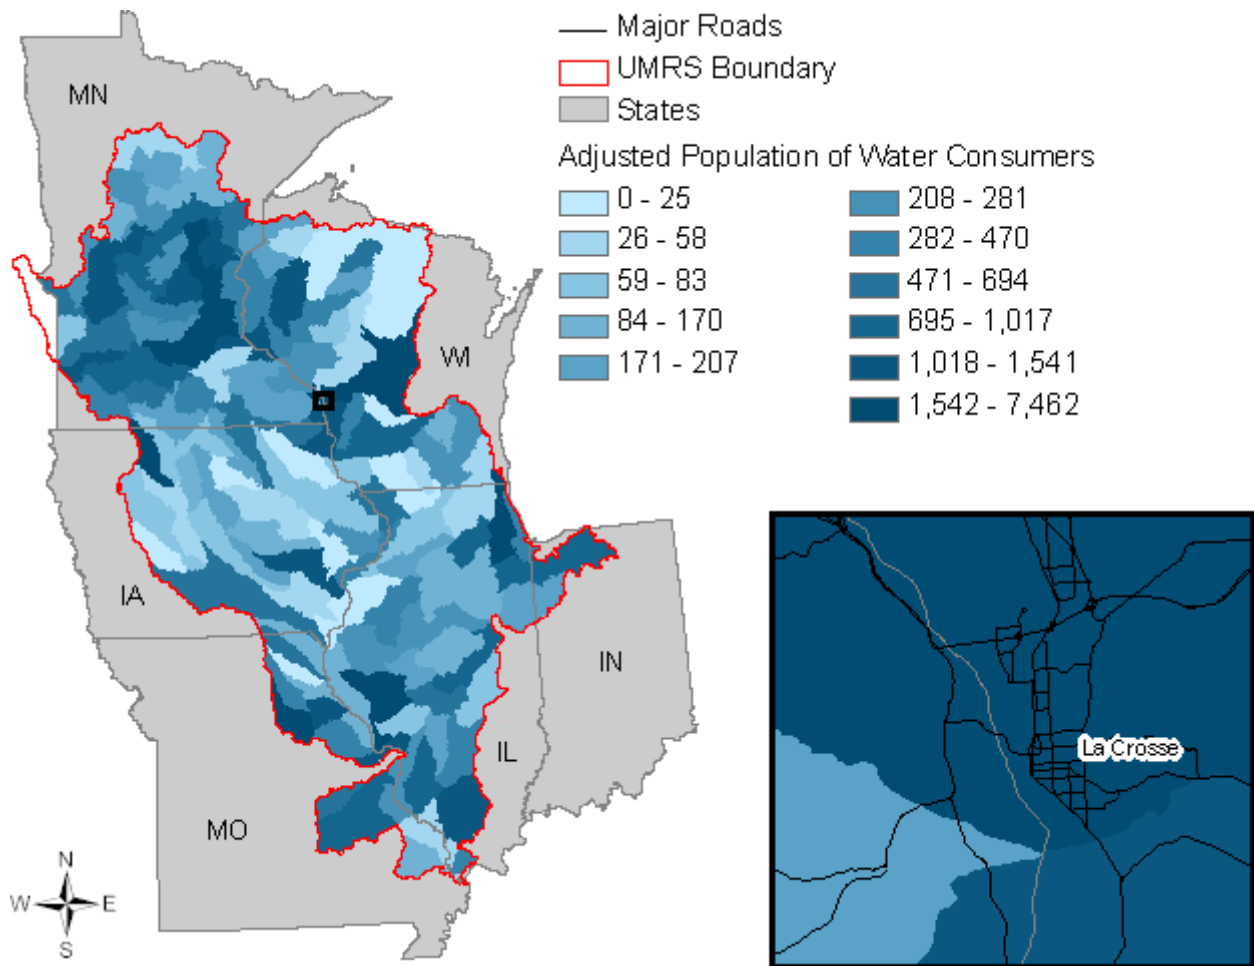 Major Roads
UMRS Boundary
States
Adjusted Population of Water Consumers
0 - 25
26 - 58
59 - 83
84 - 170
171 - 207
208 - 281
282 - 470
471 - 694
695 - 1,017
1,018 - 1,541
1,542 - 7,462
MN
WI
IA
IL
IN
MO
N
W E
S
La Crosse